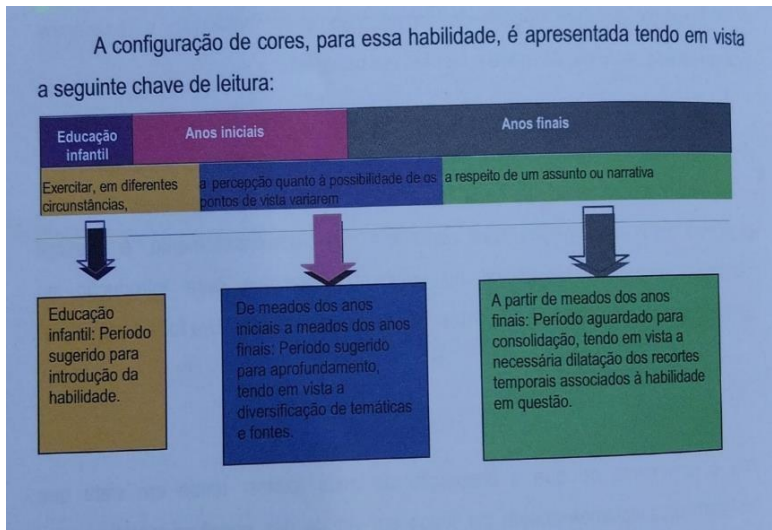 A configuração de cores, para essa habilidade, é apresentada tendo em vista
a seguinte chave de leitura:
Educação
infantil
Anos iniciais
Anos finais
Exercitar, em diferentes
circunstâncias,
a percepção quanto à possibilidade de os
pontos de vista variarem
a respeito de um assunto ou narrativa
Educação
infantil: Período
sugerido para
introdução da
habilidade.
De meados dos anos
iniciais a meados dos anos
finais: Período sugerido
para aprofundamento,
tendo em vista a
diversificação de temáticas
e fontes.
A partir de meados dos anos
finais: Período aguardado para
consolidação, tendo em vista a
necessária dilatação dos recortes
temporais associados à habilidade
em questão.